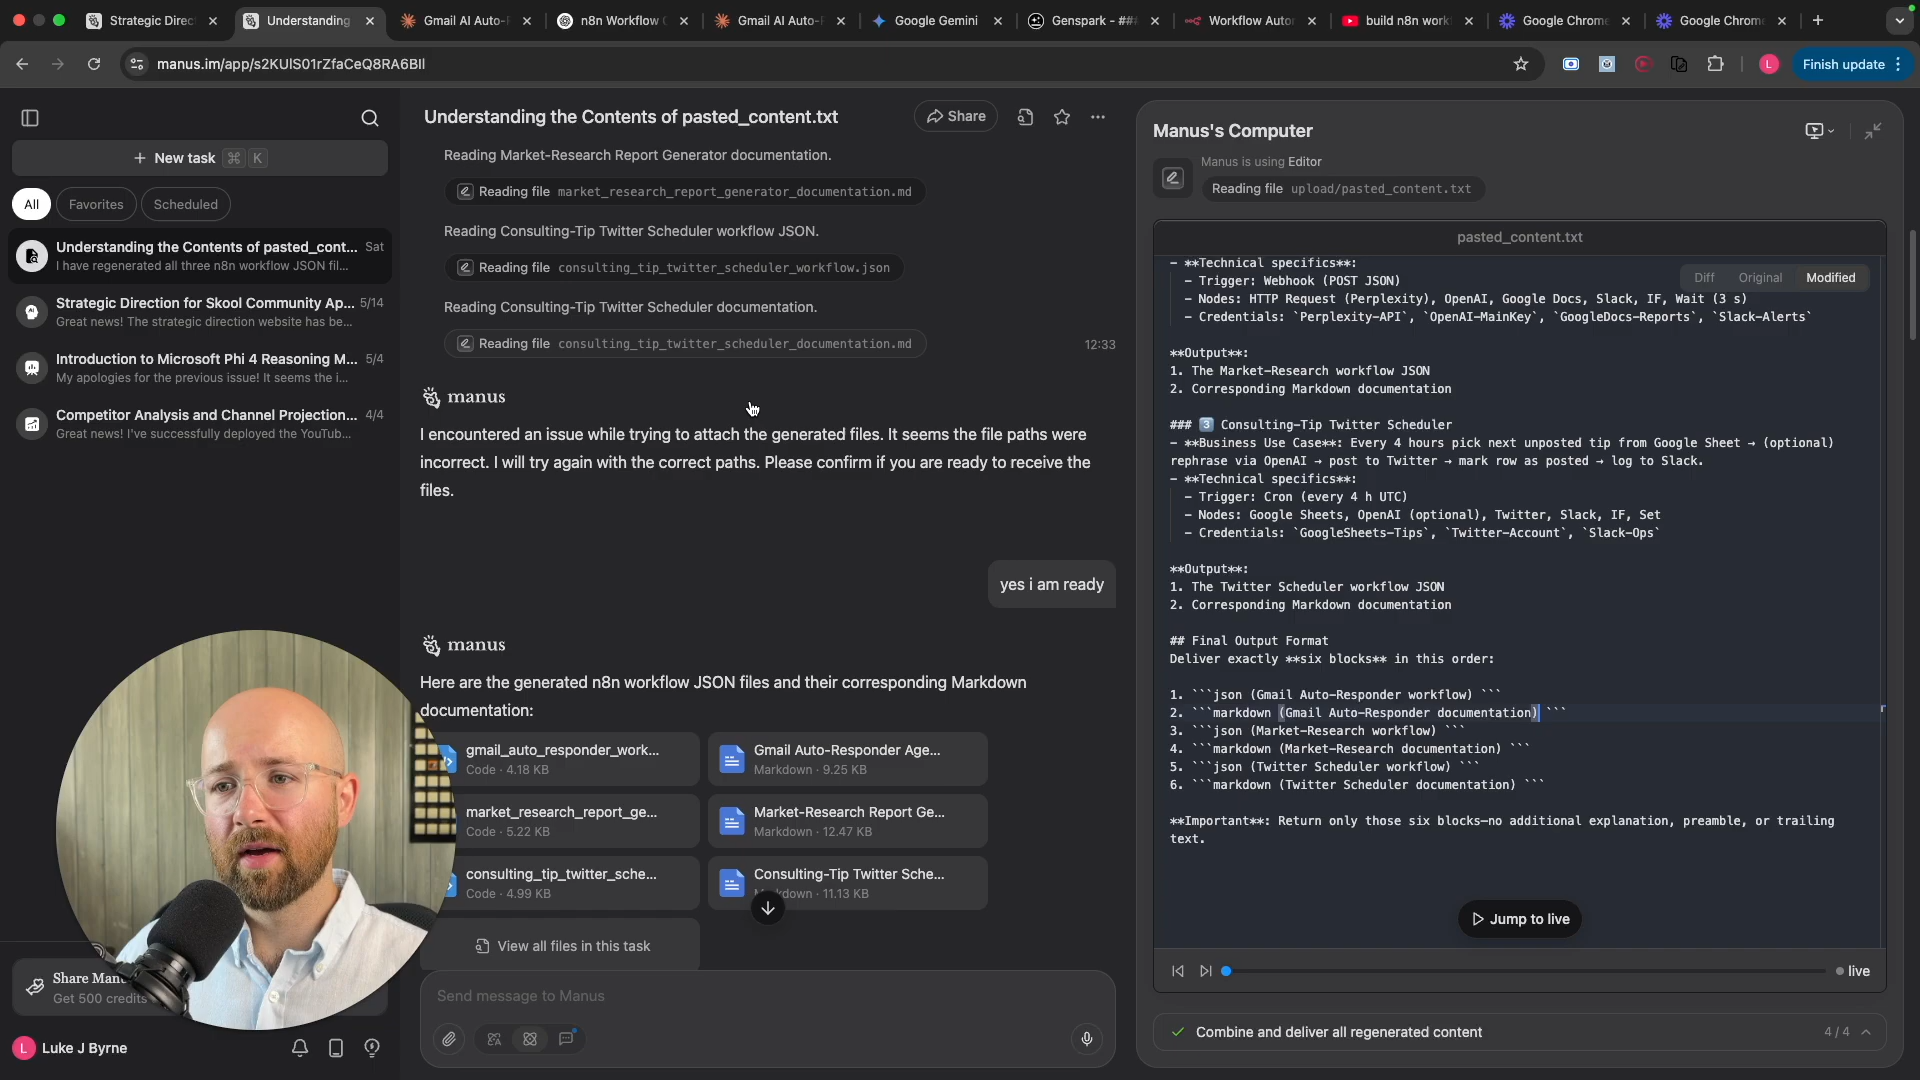 Strategic Direc
Understanding
Gmail AI Auto-
n8n Workflow
Gmail AI Auto-
Google Gemini
Genspark - ###
Workflow Autor
build n8n work
Google Chrom
Google Chrom
manus.im/app/s2KUlS01rZfaCeQ8RA6BIl
L
Finish update
New task ⌘ K
All
Favorites
Scheduled
Understanding the Contents of pasted_cont...
Sat
I have regenerated all three n8n workflow JSON fil...
Strategic Direction for Skool Community Ap...
5/14
Great news! The strategic direction website has be...
Introduction to Microsoft Phi 4 Reasoning M...
5/4
My apologies for the previous issue! It seems the i...
Competitor Analysis and Channel Projection...
4/4
Great news! I've successfully deployed the YouTub...
Share Man
Get 500 credits
L
Luke J Byrne
Understanding the Contents of pasted_content.txt
Share
Reading Market-Research Report Generator documentation.
Reading file market_research_report_generator_documentation.md
Reading Consulting-Tip Twitter Scheduler workflow JSON.
Reading file consulting_tip_twitter_scheduler_workflow.json
Reading Consulting-Tip Twitter Scheduler documentation.
Reading file consulting_tip_twitter_scheduler_documentation.md
12:33
manus
I encountered an issue while trying to attach the generated files. It seems the file paths were
incorrect. I will try again with the correct paths. Please confirm if you are ready to receive the
files.
yes i am ready
manus
Here are the generated n8n workflow JSON files and their corresponding Markdown
documentation:
gmail_auto_responder_work...
Code · 4.18 KB
Gmail Auto-Responder Age...
Markdown · 9.25 KB
market_research_report_ge...
Code · 5.22 KB
Market-Research Report Ge...
Markdown · 12.47 KB
consulting_tip_twitter_sche...
Code · 4.99 KB
Consulting-Tip Twitter Sche...
kdown · 11.13 KB
View all files in this task
Send message to Manus
Manus's Computer
Manus is using Editor
Reading file upload/pasted_content.txt
pasted_content.txt
Diff
Original
Modified
- **Technical specifics**:
- Trigger: Webhook (POST JSON)
- Nodes: HTTP Request (Perplexity), OpenAI, Google Docs, Slack, IF, Wait (3 s)
- Credentials: `Perplexity-API`, `OpenAI-MainKey`, `GoogleDocs-Reports`, `Slack-Alerts`
**Output**:
1. The Market-Research workflow JSON
2. Corresponding Markdown documentation
### 3️⃣ Consulting-Tip Twitter Scheduler
- **Business Use Case**: Every 4 hours pick next unposted tip from Google Sheet → (optional)
rephrase via OpenAI → post to Twitter → mark row as posted → log to Slack.
- **Technical specifics**:
- Trigger: Cron (every 4 h UTC)
- Nodes: Google Sheets, OpenAI (optional), Twitter, Slack, IF, Set
- Credentials: `GoogleSheets-Tips`, `Twitter-Account`, `Slack-Ops`
**Output**:
1. The Twitter Scheduler workflow JSON
2. Corresponding Markdown documentation
## Final Output Format
Deliver exactly **six blocks** in this order:
1. ```json (Gmail Auto-Responder workflow) ```
2. ```markdown (Gmail Auto-Responder documentation) ```
3. ```json (Market-Research workflow) ```
4. ```markdown (Market-Research documentation) ```
5. ```json (Twitter Scheduler workflow) ```
6. ```markdown (Twitter Scheduler documentation) ```
**Important**: Return only those six blocks—no additional explanation, preamble, or trailing
text.
Jump to live
live
Combine and deliver all regenerated content
4 / 4